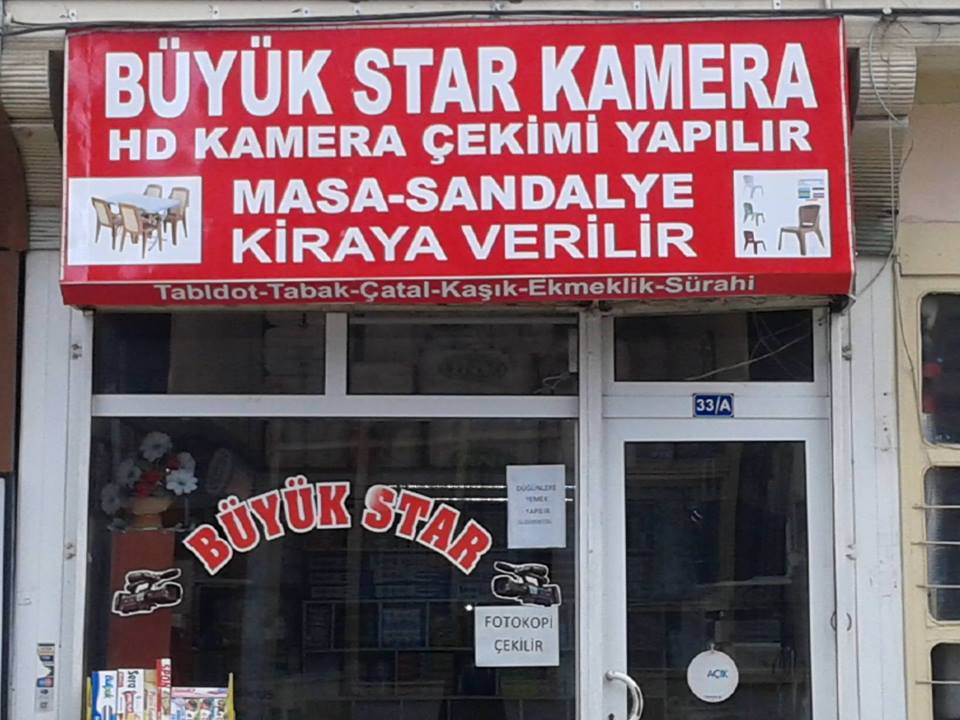 BÜYÜK STAR KAMERA
HD KAMERA ÇEKİMİ YAPILIR
MASA-SANDALYE
KİRAYA VERİLİR
Tabldot-Tabak-Çatal-Kaşık-Ekmeklik-Sürahi
33/A
BÜYÜK STAR
DÜĞÜNLERE
YEMEK
YAPILIR
FOTOKOPİ
ÇEKİLİR
AÇIK